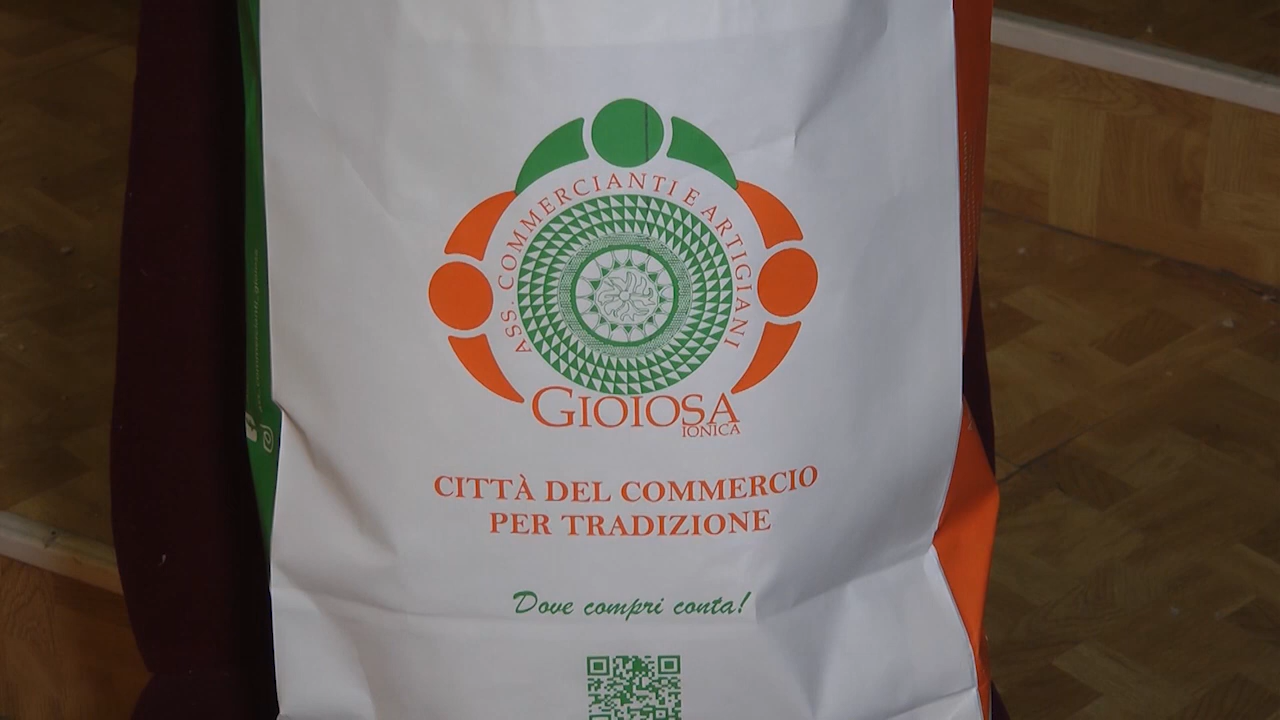 ASS. COMMERCIANTI E ARTIGIANI
GIOIOSA
IONICA
CITTÀ DEL COMMERCIO
PER TRADIZIONE
Dove compri conta!